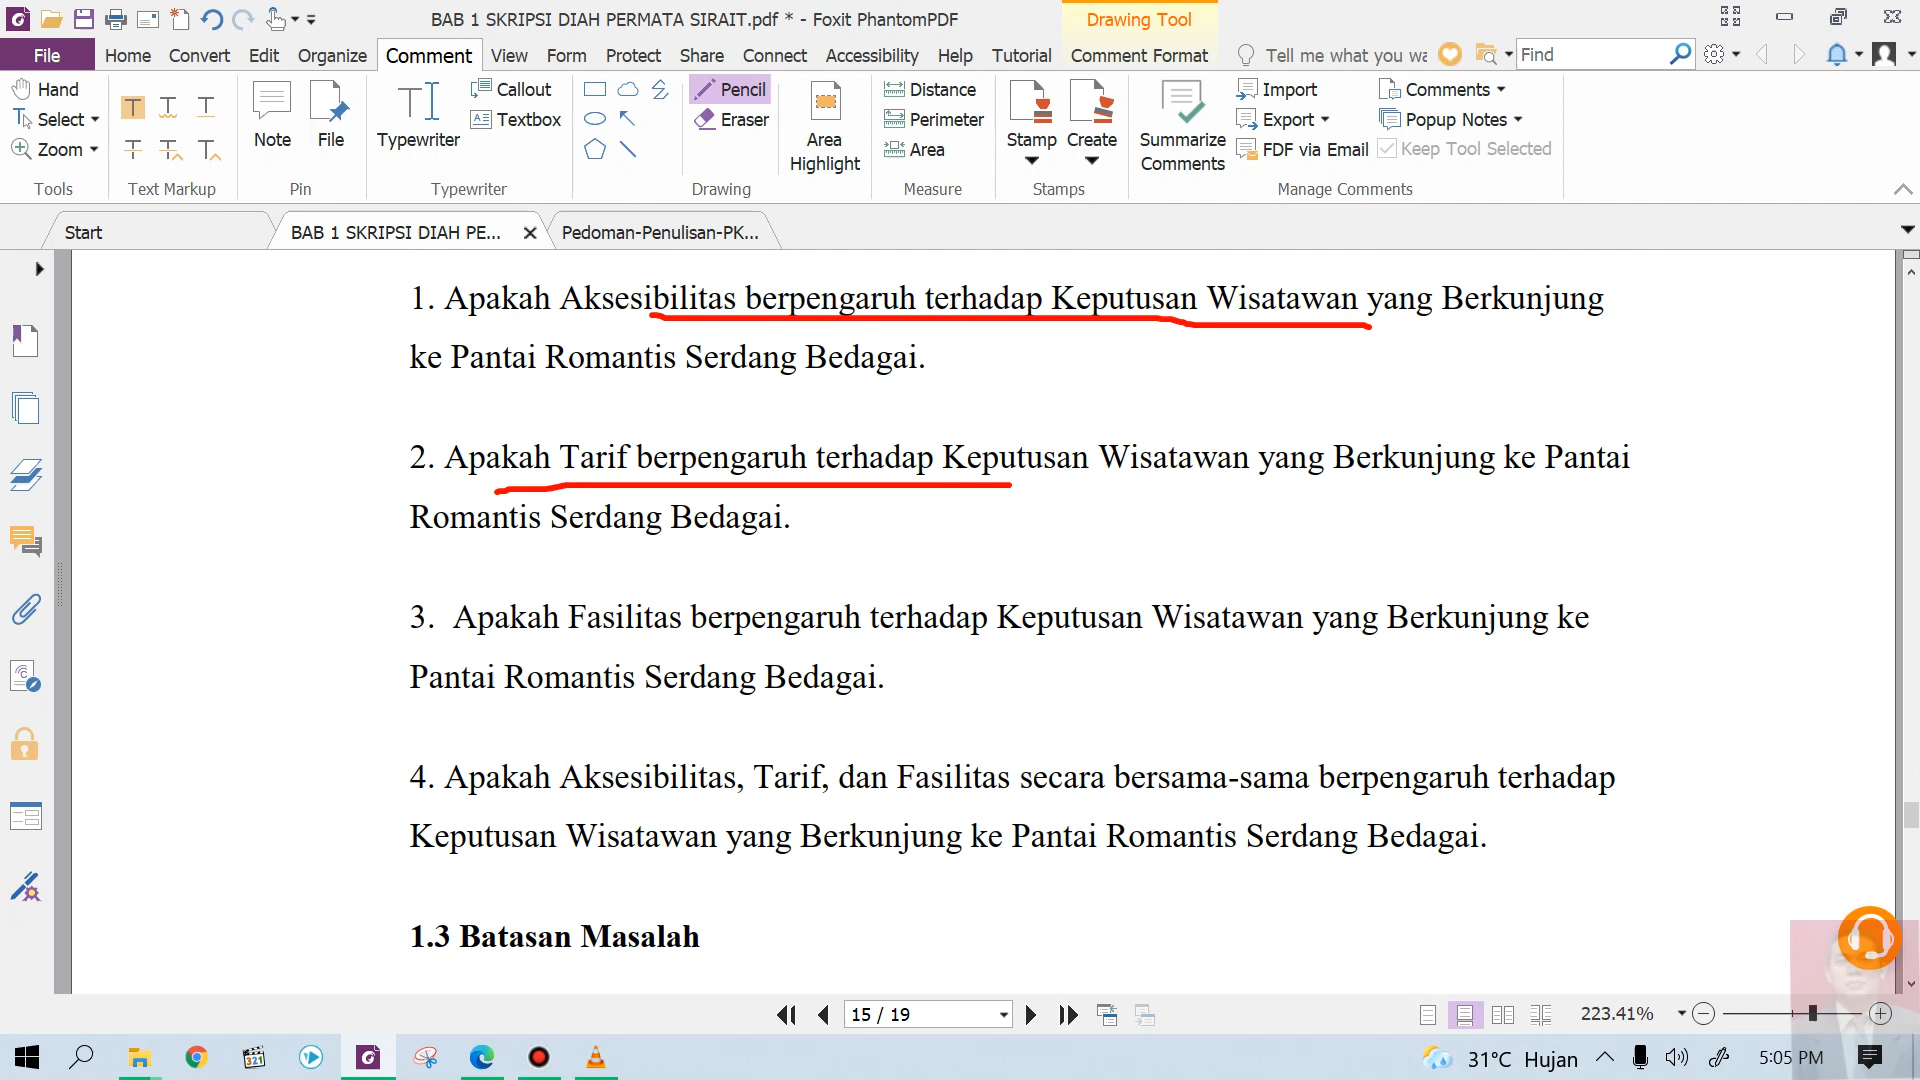 BAB 1 SKRIPSI DIAH PERMATA SIRAIT.pdf * - Foxit PhantomPDF
Drawing Tool
File Home Convert Edit Organize Comment View Form Protect Share Connect Accessibility Help Tutorial Comment Format Tell me what you wa Find
Hand
Select
Zoom
Tools
Text Markup
Note
File
Pin
Typewriter
Callout
Textbox
Typewriter
Pencil
Eraser
Drawing
Area
Highlight
Distance
Perimeter
Area
Measure
Stamp
Create
Stamps
Summarize
Comments
Import
Export
FDF via Email
Comments
Popup Notes
Keep Tool Selected
Manage Comments
Start
BAB 1 SKRIPSI DIAH PE...
Pedoman-Penulisan-PK...
1. Apakah Aksesibilitas berpengaruh terhadap Keputusan Wisatawan yang Berkunjung
ke Pantai Romantis Serdang Bedagai.
2. Apakah Tarif berpengaruh terhadap Keputusan Wisatawan yang Berkunjung ke Pantai
Romantis Serdang Bedagai.
3. Apakah Fasilitas berpengaruh terhadap Keputusan Wisatawan yang Berkunjung ke
Pantai Romantis Serdang Bedagai.
4. Apakah Aksesibilitas, Tarif, dan Fasilitas secara bersama-sama berpengaruh terhadap
Keputusan Wisatawan yang Berkunjung ke Pantai Romantis Serdang Bedagai.
1.3 Batasan Masalah
15 / 19
223.41%
31°C Hujan
5:05 PM